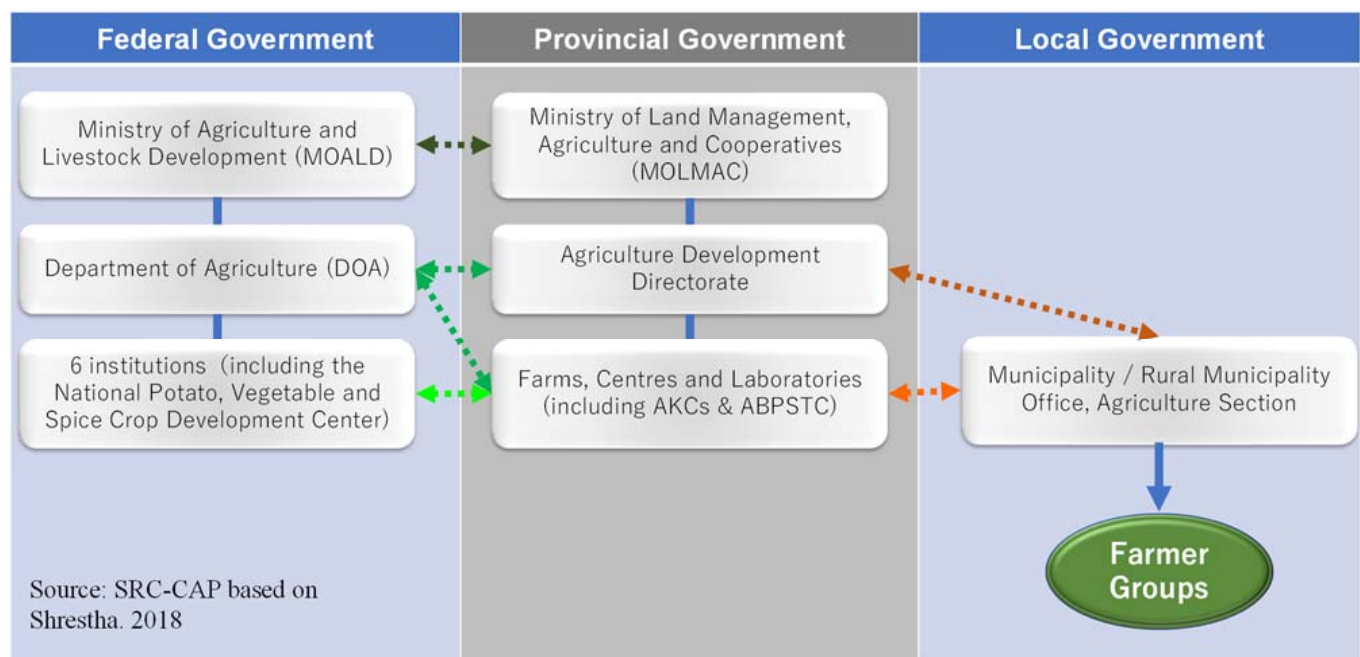 Federal Government
Provincial Government
Local Government
Ministry of Agriculture and
Livestock Development (MOALD)
Ministry of Land Management,
Agriculture and Cooperatives
(MOLMAC)
Department of Agriculture (DOA)
Agriculture Development
Directorate
6 institutions (including the
National Potato, Vegetable and
Spice Crop Development Center)
Farms, Centres and Laboratories
(including AKCs & ABPSTC)
Municipality / Rural Municipality
Office, Agriculture Section
Farmer
Groups
Source: SRC-CAP based on
Shrestha. 2018